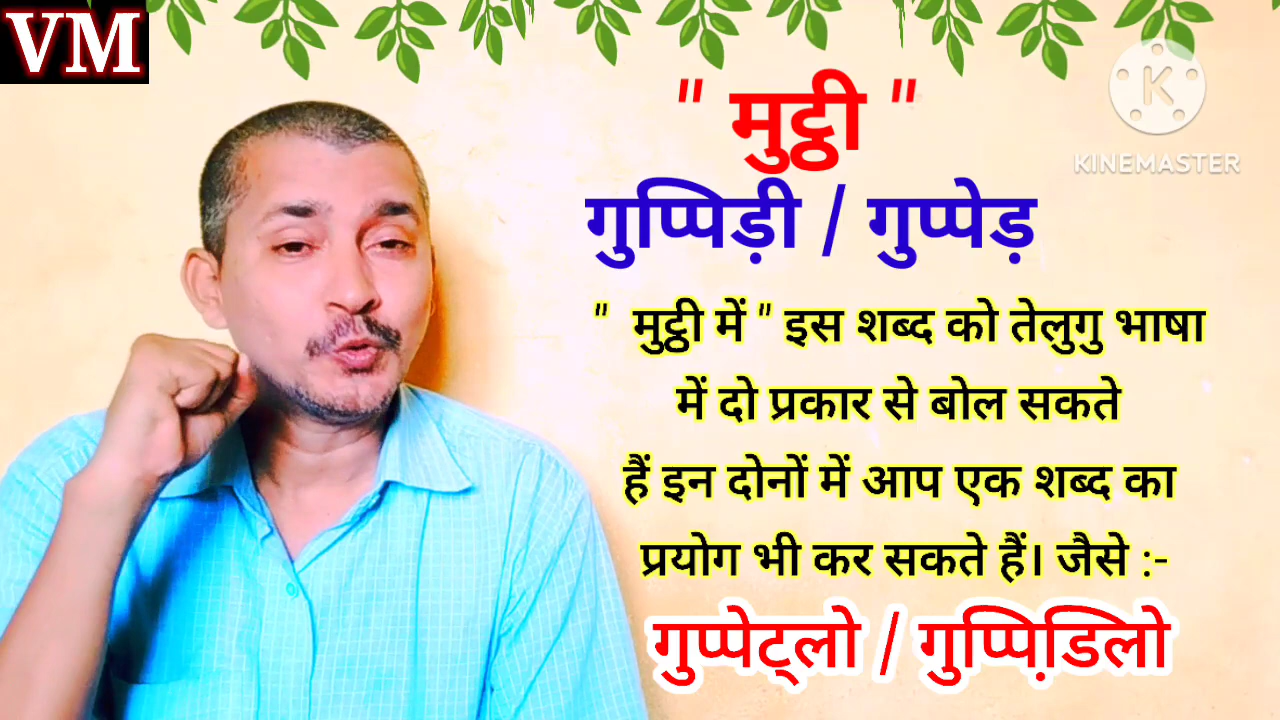 VM
" मुट्ठी "
KINEMASTER
गुप्पिड़ी / गुप्पेड़
" मुट्ठी में " इस शब्द को तेलुगु भाषा
में दो प्रकार से बोल सकते
हैं इन दोनों में आप एक शब्द का
प्रयोग भी कर सकते हैं। जैसे :-
गुप्पेट्लो / गुप्पिड़िलो